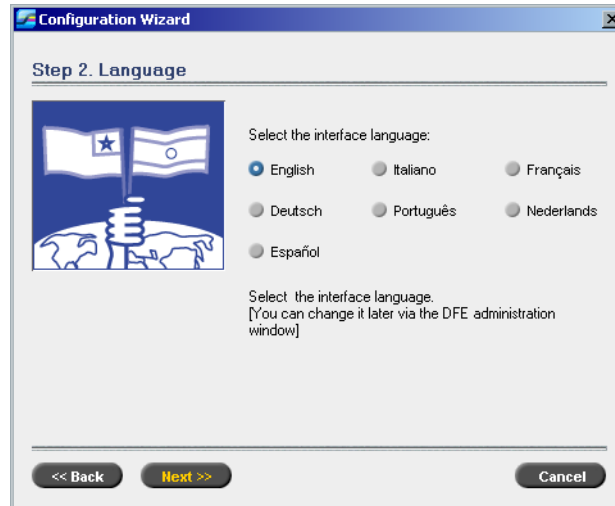 Configuration Wizard
Step 2. Language
Select the interface language:
English Italiano Français
Deutsch Português Nederlands
Español
Select the interface language.
[You can change it later via the DFE administration
window]
<< Back Next >> Cancel